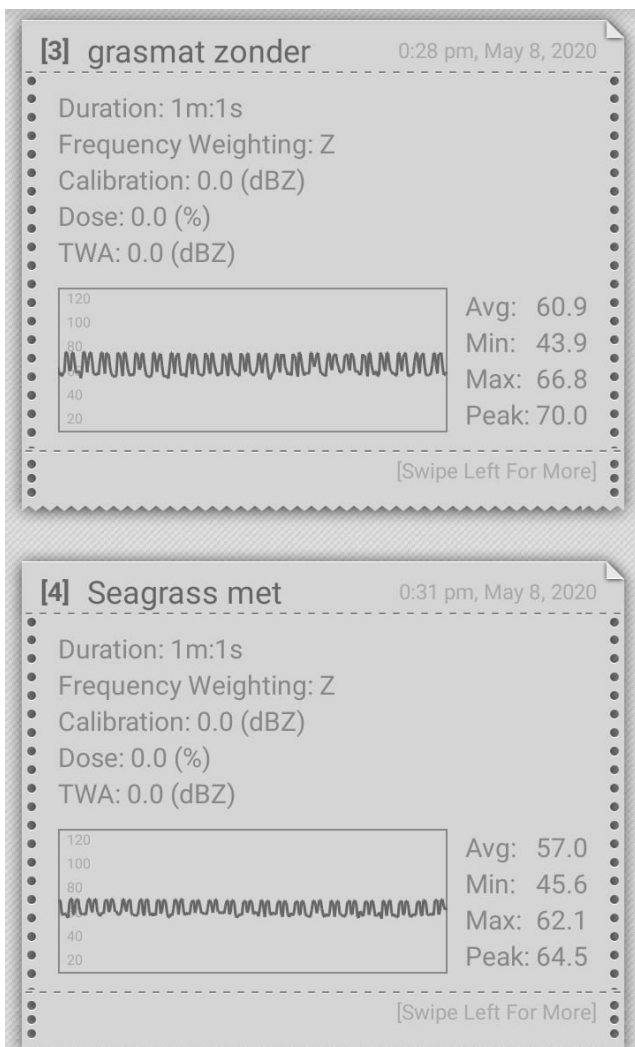 [3] grasmat zonder 0:28 pm, May 8, 2020
Duration: 1m:1s
Frequency Weighting: Z
Calibration: 0.0 (dBZ)
Dose: 0.0 (%)
TWA: 0.0 (dBZ)
120
100
80
40
20
Avg: 60.9
Min: 43.9
Max: 66.8
Peak: 70.0
[Swipe Left For More]
[4] Seagrass met 0:31 pm, May 8, 2020
Duration: 1m:1s
Frequency Weighting: Z
Calibration: 0.0 (dBZ)
Dose: 0.0 (%)
TWA: 0.0 (dBZ)
120
100
80
40
20
Avg: 57.0
Min: 45.6
Max: 62.1
Peak: 64.5
[Swipe Left For More]